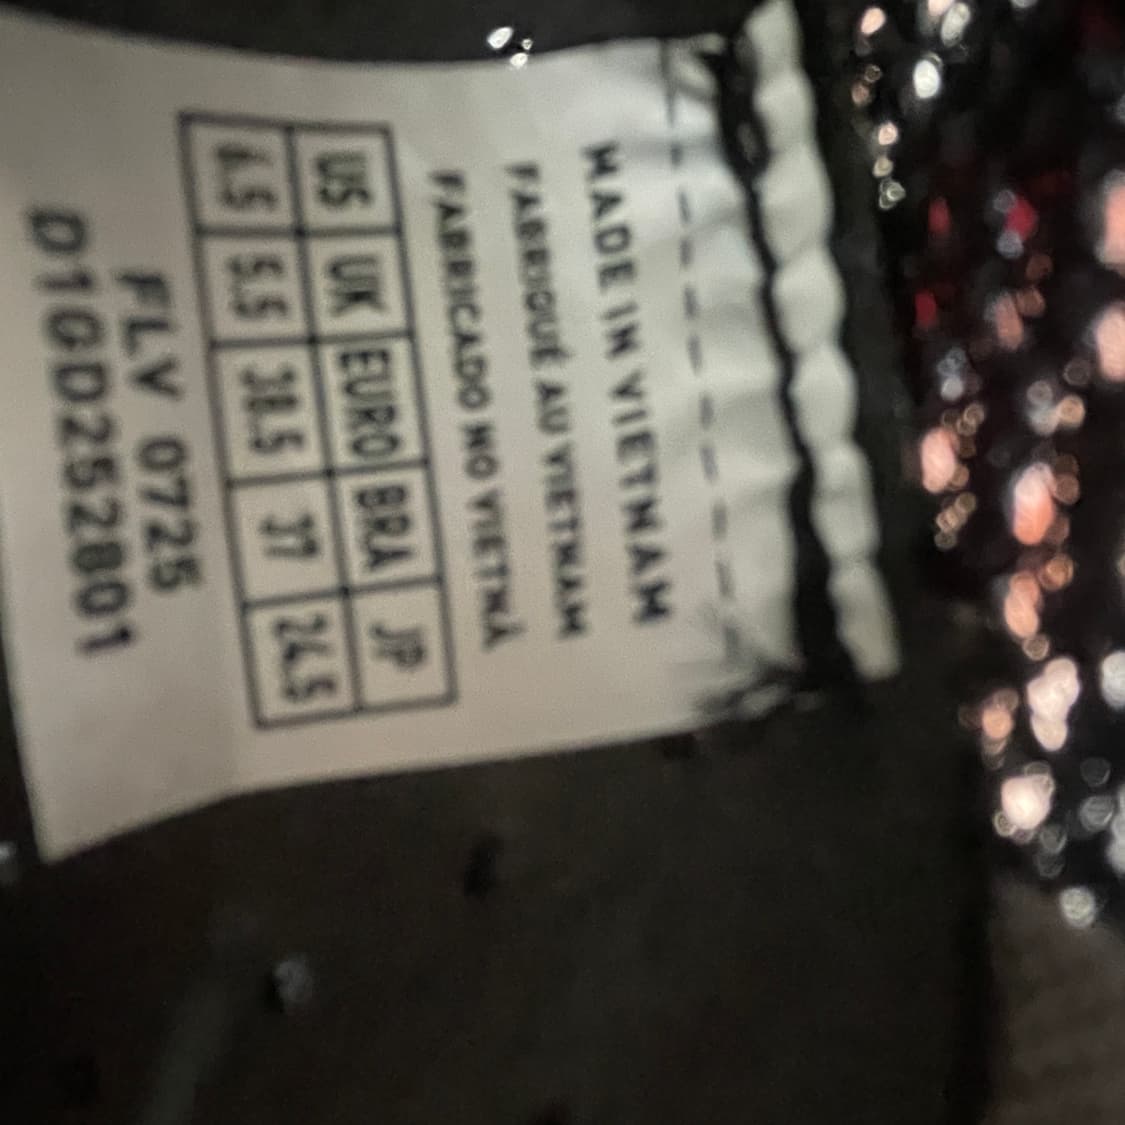 MADE IN VIETNAM
FABRIQUÉ AU VIETNAM
FABRICADO NO VIETNÃ
US UK EURO BRA JP
6.5 5.5 38.5 37 24.5
FLV 0725
D1GD252801